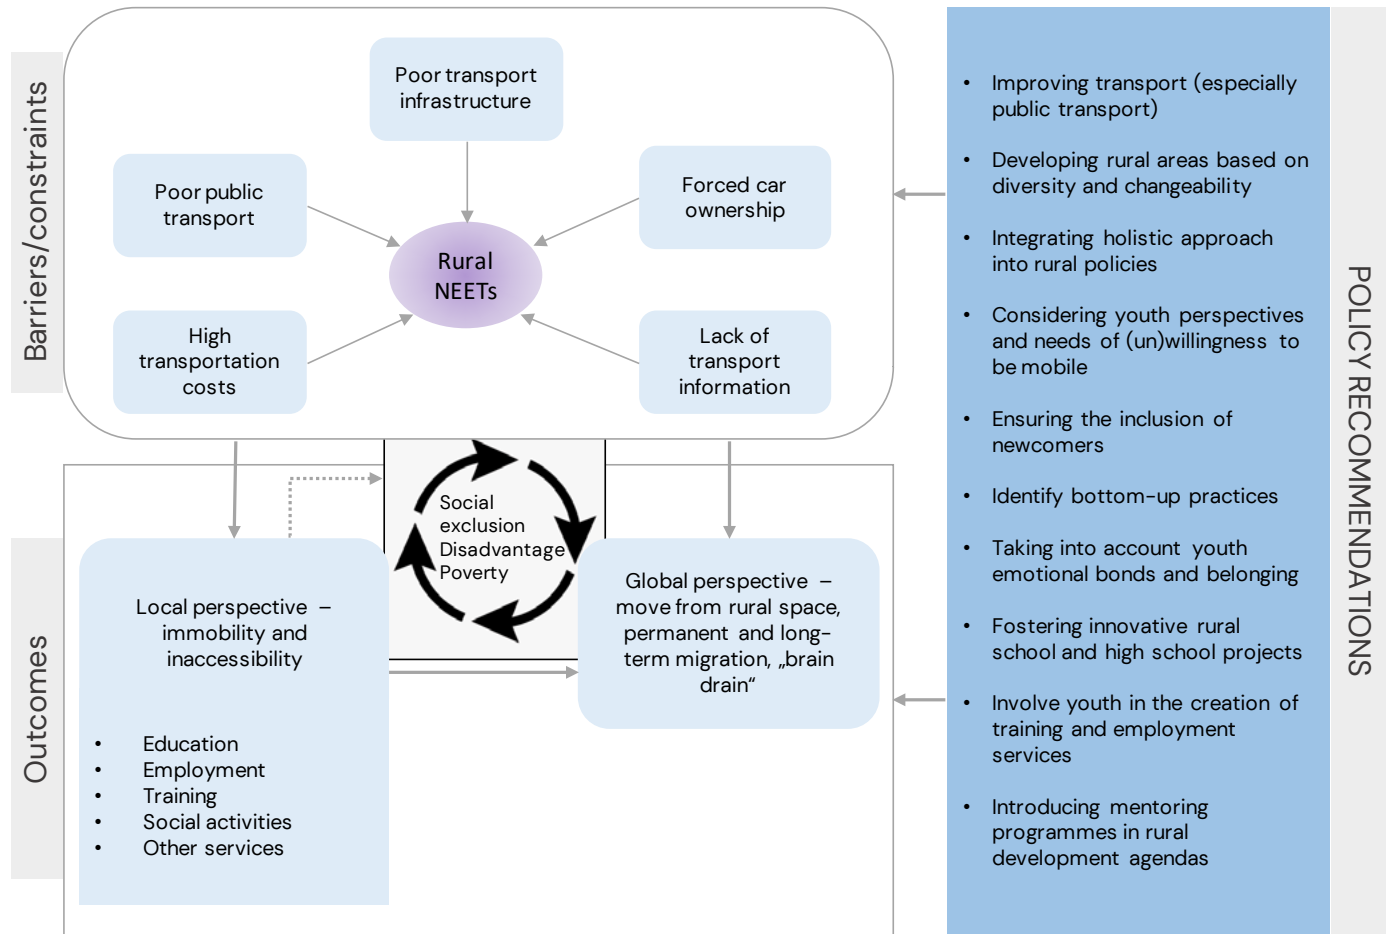 Barriers/constraints
Poor transport
infrastructure
Poor public
transport
Forced car
ownership
Rural
NEETs
High
transportation
costs
Lack of
transport
information
Outcomes
Social
exclusion
Disadvantage
Poverty
Local perspective –
immobility and
inaccessibility
• Education
• Employment
• Training
• Social activities
• Other services
Global perspective –
move from rural space,
permanent and long-
term migration, „brain
drain“
• Improving transport (especially
public transport)
• Developing rural areas based on
diversity and changeability
• Integrating holistic approach
into rural policies
• Considering youth perspectives
and needs of (un)willingness to
be mobile
• Ensuring the inclusion of
newcomers
• Identify bottom-up practices
• Taking into account youth
emotional bonds and belonging
• Fostering innovative rural
school and high school projects
• Involve youth in the creation of
training and employment
services
• Introducing mentoring
programmes in rural
development agendas
POLICY RECOMMENDATIONS